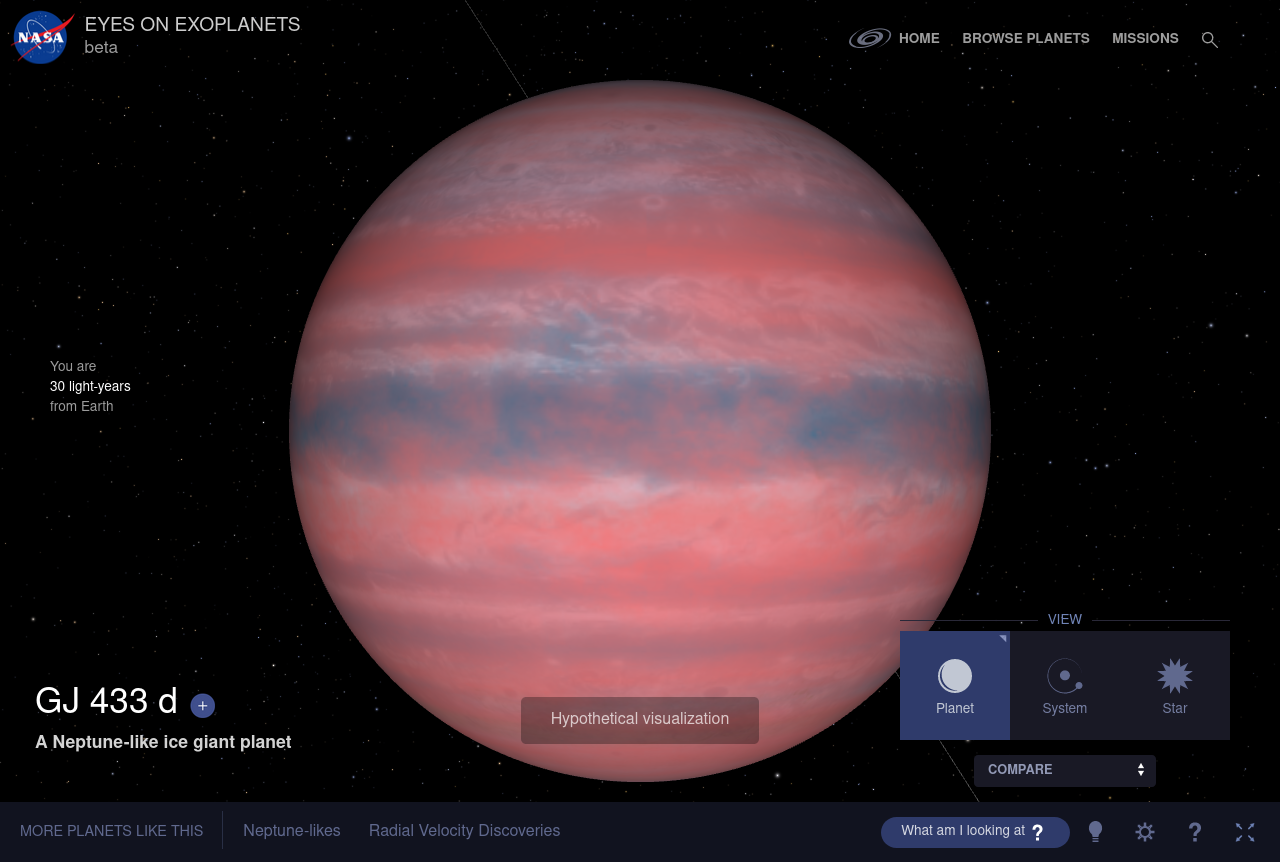 NASA
EYES ON EXOPLANETS
beta
HOME
BROWSE PLANETS
MISSIONS
You are
30 light-years
from Earth
GJ 433 d +
A Neptune-like ice giant planet
Hypothetical visualization
VIEW
Planet
System
Star
COMPARE
MORE PLANETS LIKE THIS
Neptune-likes
Radial Velocity Discoveries
What am I looking at ?
?